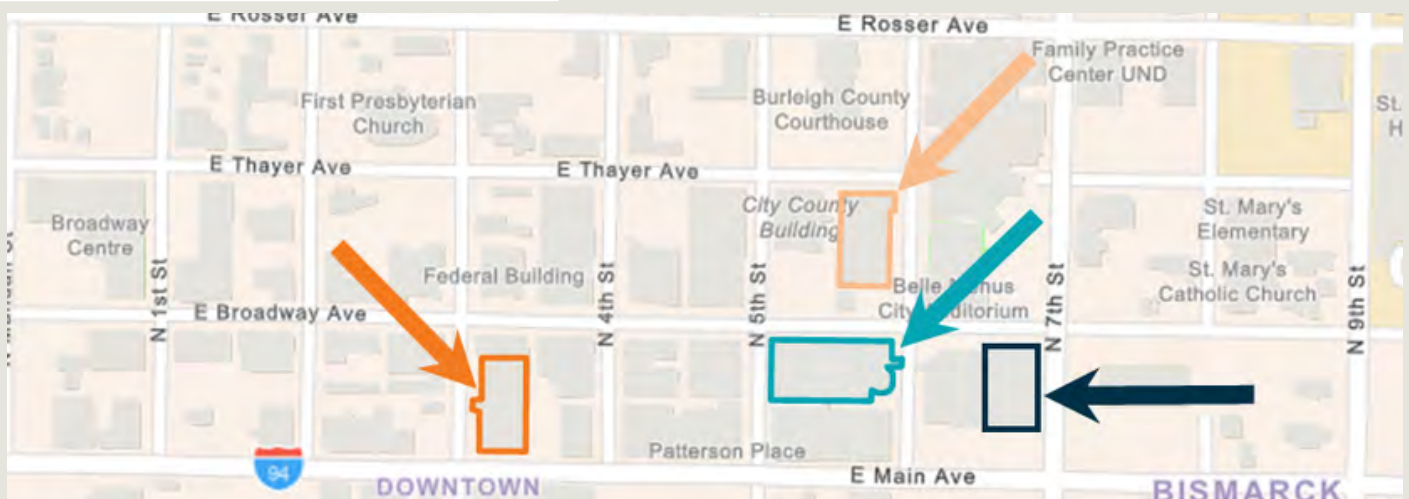 E Rosser Ave
E Rosser Ave
Family Practice
Center UND
First Presbyterian
Church
Burleigh County
Courthouse
St.
H
E Thayer Ave
E Thayer Ave
Broadway
Centre
City County
Building
St. Mary's
Elementary
Federal Building
St. Mary's
Catholic Church
N 1st St
N 4th St
N 5th St
N 7th St
N 9th St
E Broadway Ave
Patterson Place
94
DOWNTOWN
E Main Ave
BISMARCK